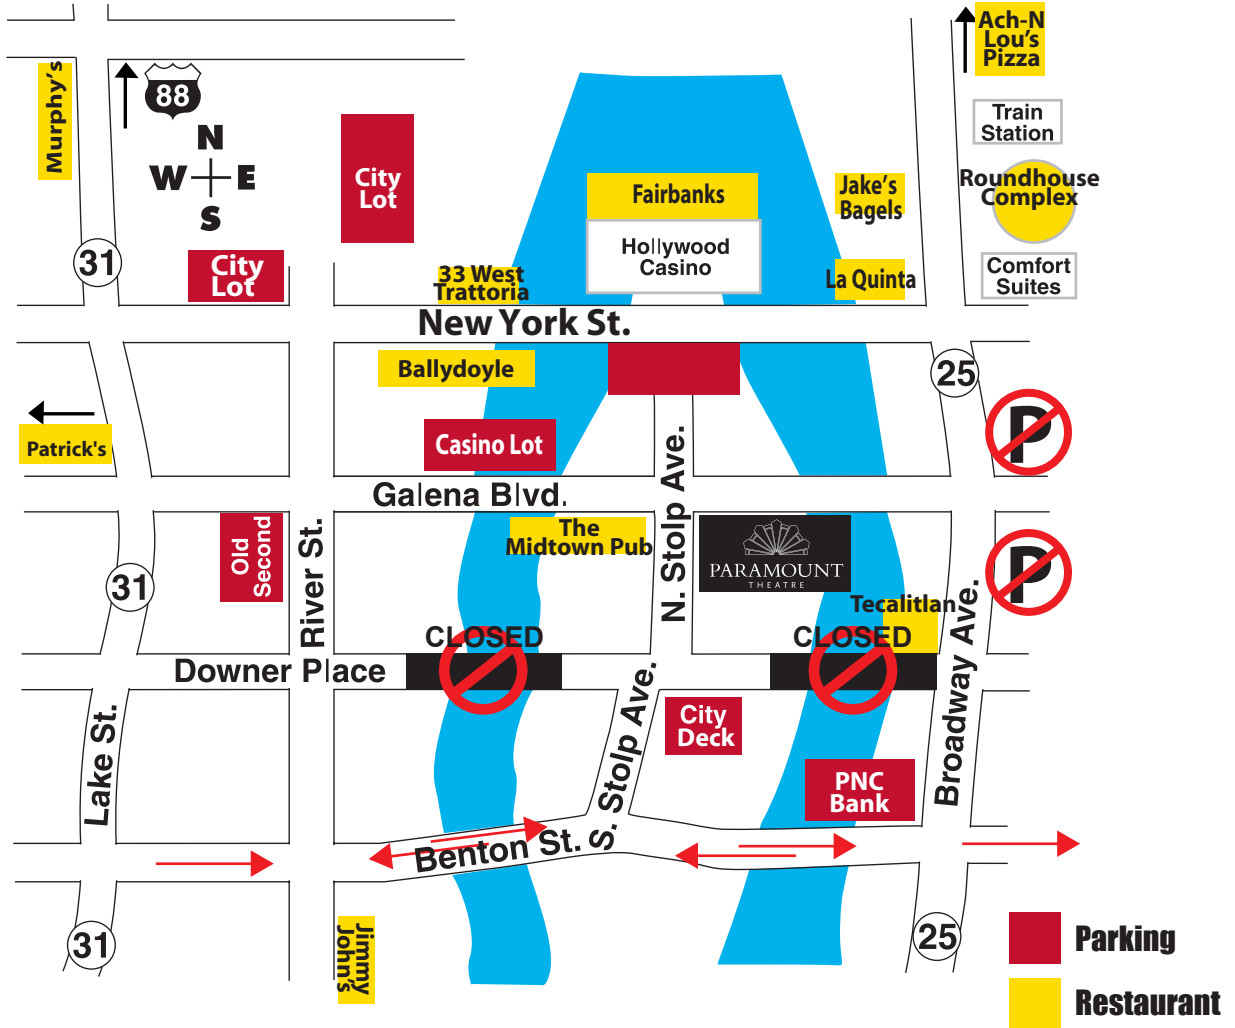 Ach-N
Lou's
Pizza
Murphy's
88
Train
Station
N
W E
S
City
Lot
Fairbanks
Jake's
Bagels
Roundhouse
Complex
31
City
Lot
Hollywood
Casino
33 West
Trattoria
La Quinta
Comfort
Suites
New York St.
Ballydoyle
25
Patrick's
Casino Lot
P
N. Stolp Ave.
Galena Blvd.
Old
Second
River St.
The
Midtown Pub
PARAMOUNT
THEATRE
P
31
Tecalitlan
CLOSED
CLOSED
Downer Place
Broadway Ave.
S. Stolp Ave.
City
Deck
Lake St.
PNC
Bank
Benton St.
31
Jimmy
John's
25
Parking
Restaurant